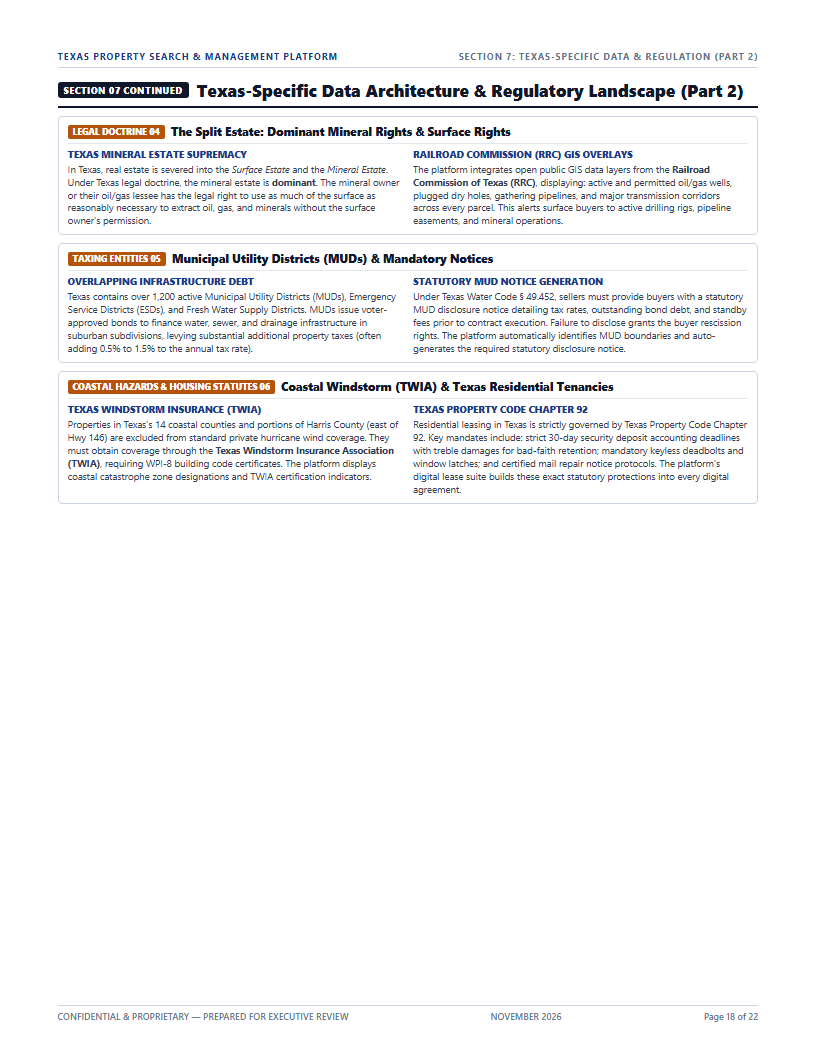 TEXAS PROPERTY SEARCH & MANAGEMENT PLATFORM
SECTION 7: TEXAS-SPECIFIC DATA & REGULATION (PART 2)
SECTION 07 CONTINUED Texas-Specific Data Architecture & Regulatory Landscape (Part 2)
LEGAL DOCTRINE 04 The Split Estate: Dominant Mineral Rights & Surface Rights
TEXAS MINERAL ESTATE SUPREMACY
In Texas, real estate is severed into the Surface Estate and the Mineral Estate.
Under Texas legal doctrine, the mineral estate is dominant. The mineral owner
or their oil/gas lessee has the legal right to use as much of the surface as
reasonably necessary to extract oil, gas, and minerals without the surface
owner's permission.
RAILROAD COMMISSION (RRC) GIS OVERLAYS
The platform integrates open public GIS data layers from the Railroad
Commission of Texas (RRC), displaying: active and permitted oil/gas wells,
plugged dry holes, gathering pipelines, and major transmission corridors
across every parcel. This alerts surface buyers to active drilling rigs, pipeline
easements, and mineral operations.
TAXING ENTITIES 05 Municipal Utility Districts (MUDs) & Mandatory Notices
OVERLAPPING INFRASTRUCTURE DEBT
Texas contains over 1,200 active Municipal Utility Districts (MUDs), Emergency
Service Districts (ESDs), and Fresh Water Supply Districts. MUDs issue voter-
approved bonds to finance water, sewer, and drainage infrastructure in
suburban subdivisions, levying substantial additional property taxes (often
adding 0.5% to 1.5% to the annual tax rate).
STATUTORY MUD NOTICE GENERATION
Under Texas Water Code § 49.452, sellers must provide buyers with a statutory
MUD disclosure notice detailing tax rates, outstanding bond debt, and standby
fees prior to contract execution. Failure to disclose grants the buyer rescission
rights. The platform automatically identifies MUD boundaries and auto-
generates the required statutory disclosure notice.
COASTAL HAZARDS & HOUSING STATUTES 06 Coastal Windstorm (TWIA) & Texas Residential Tenancies
TEXAS WINDSTORM INSURANCE (TWIA)
Properties in Texas's 14 coastal counties and portions of Harris County (east of
Hwy 146) are excluded from standard private hurricane wind coverage. They
must obtain coverage through the Texas Windstorm Insurance Association
(TWIA), requiring WPI-8 building code certificates. The platform displays
coastal catastrophe zone designations and TWIA certification indicators.
TEXAS PROPERTY CODE CHAPTER 92
Residential leasing in Texas is strictly governed by Texas Property Code Chapter
92. Key mandates include: strict 30-day security deposit accounting deadlines
with treble damages for bad-faith retention; mandatory keyless deadbolts and
window latches; and certified mail repair notice protocols. The platform's
digital lease suite builds these exact statutory protections into every digital
agreement.
CONFIDENTIAL & PROPRIETARY — PREPARED FOR EXECUTIVE REVIEW
NOVEMBER 2026
Page 18 of 22